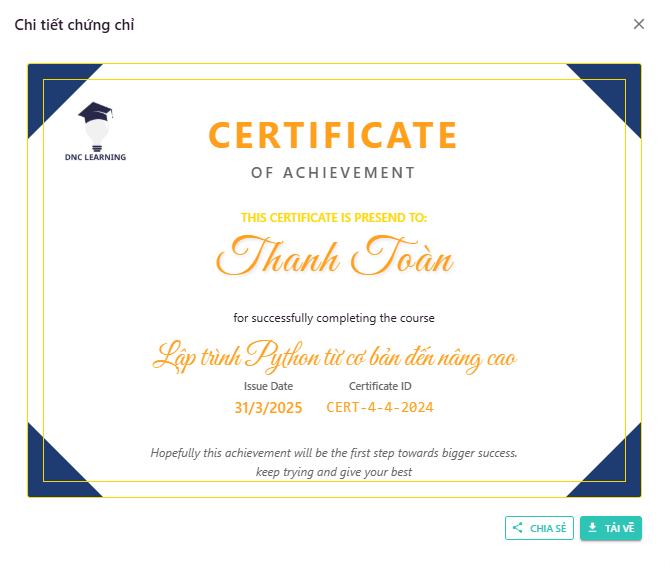 Chi tiết chứng chỉ
DNC LEARNING
CERTIFICATE
OF ACHIEVEMENT
THIS CERTIFICATE IS PRESEND TO:
Thanh Toàn
for successfully completing the course
Lập trình Python từ cơ bản đến nâng cao
Issue Date Certificate ID
31/3/2025 CERT-4-4-2024
Hopefully this achievement will be the first step towards bigger success.
keep trying and give your best
CHIA SẺ TẢI VỀ